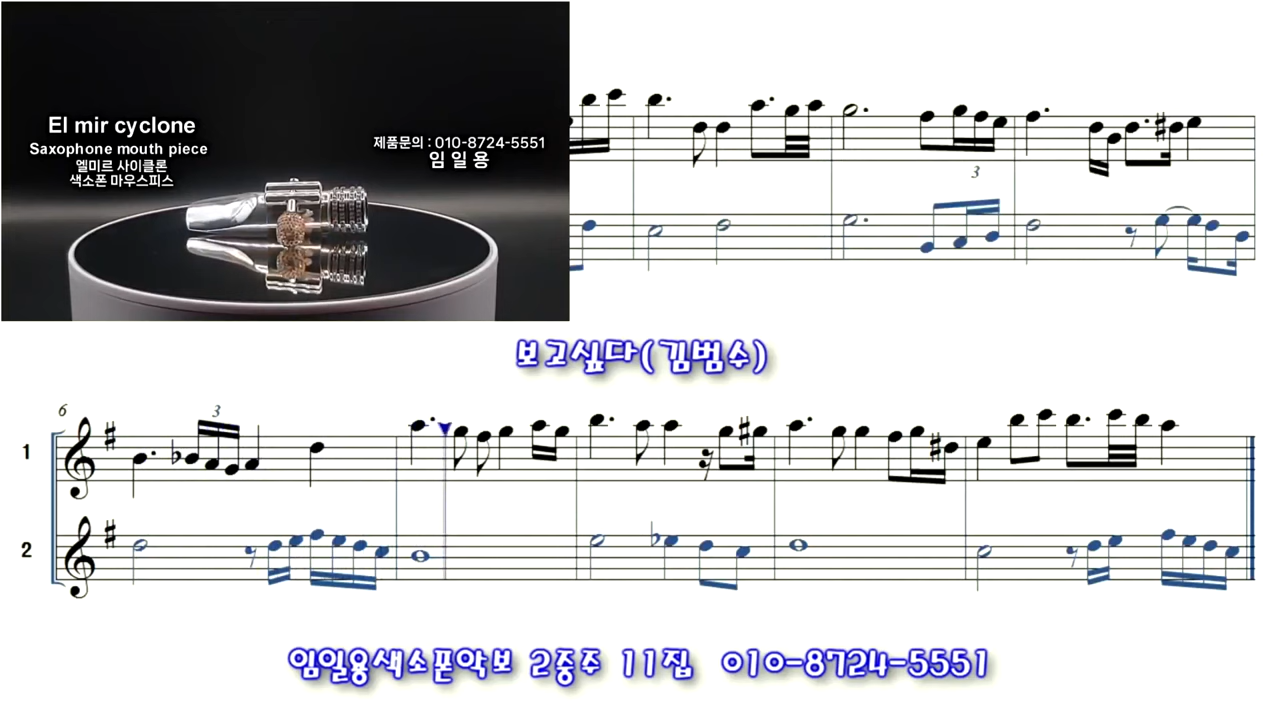 El mir cyclone
Saxophone mouth piece
엘미르 사이클론
색소폰 마우스피스
제품문의 : 010-8724-5551
임 일 용
3
보고싶다(김범수)
6
3
1
2
임일용색소폰악보 2중주 11집 010-8724-5551